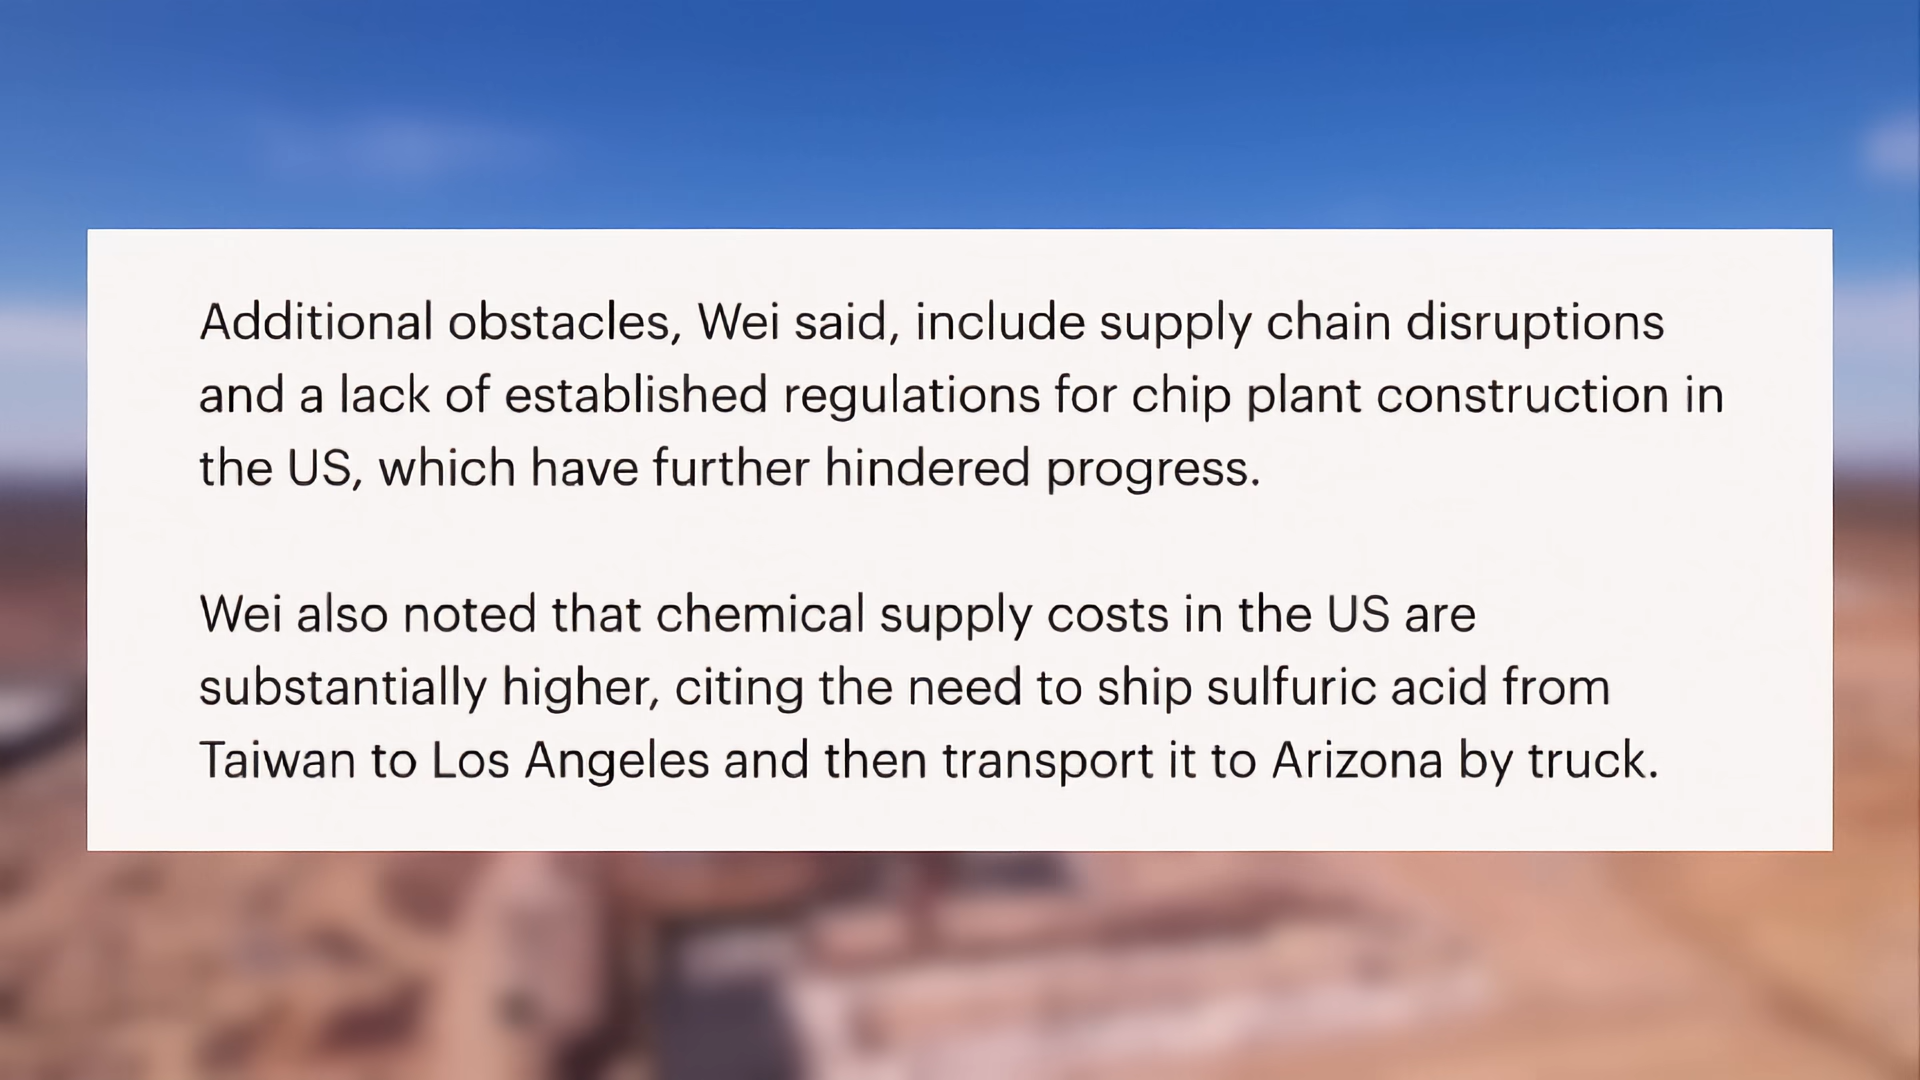 Additional obstacles, Wei said, include supply chain disruptions
and a lack of established regulations for chip plant construction in
the US, which have further hindered progress.
Wei also noted that chemical supply costs in the US are
substantially higher, citing the need to ship sulfuric acid from
Taiwan to Los Angeles and then transport it to Arizona by truck.